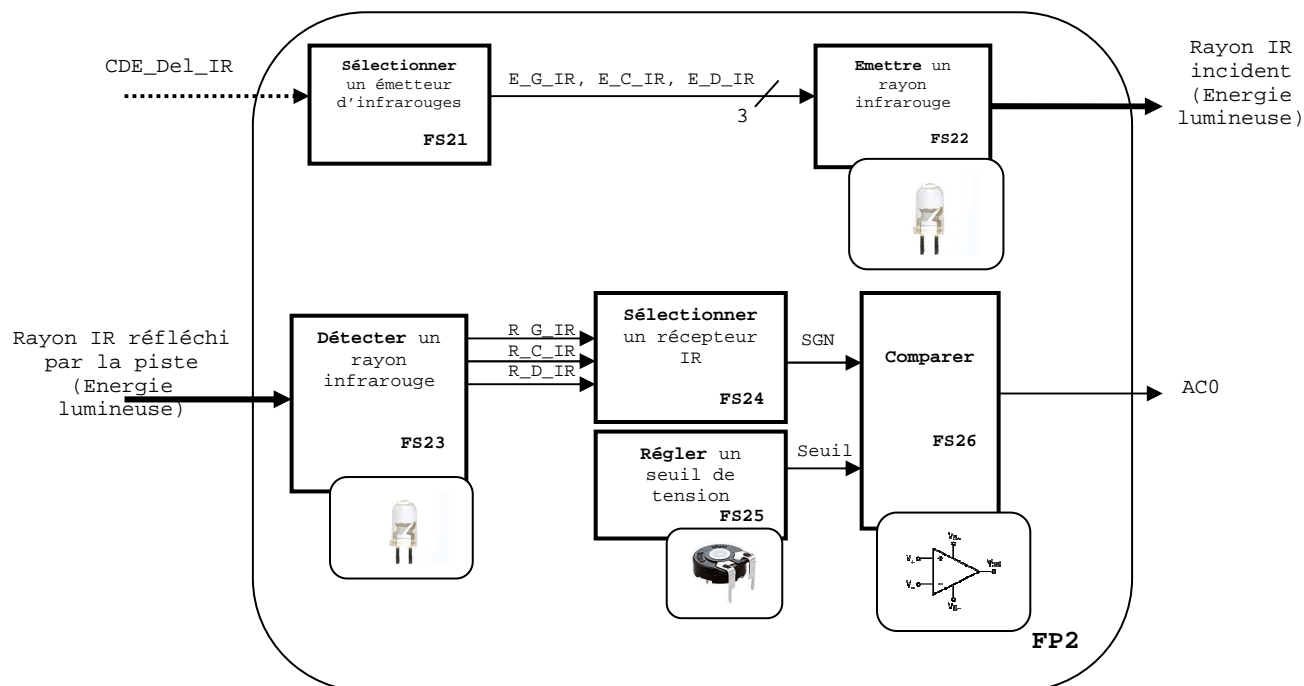 CDE_Del_IR
Sélectionner
un émetteur
d'infrarouges
FS21
E_G_IR, E_C_IR, E_D_IR
3
Emettre un
rayon
infrarouge
FS22
Rayon IR
incident
(Energie
lumineuse)
Rayon IR réfléchi
par la piste
(Energie
lumineuse)
Détecter un
rayon
infrarouge
FS23
R_G_IR
R_C_IR
R_D_IR
Sélectionner
un récepteur
IR
FS24
SGN
Régler un
seuil de
tension
FS25
Seuil
Comparer
FS26
AC0
V+
V-
FP2